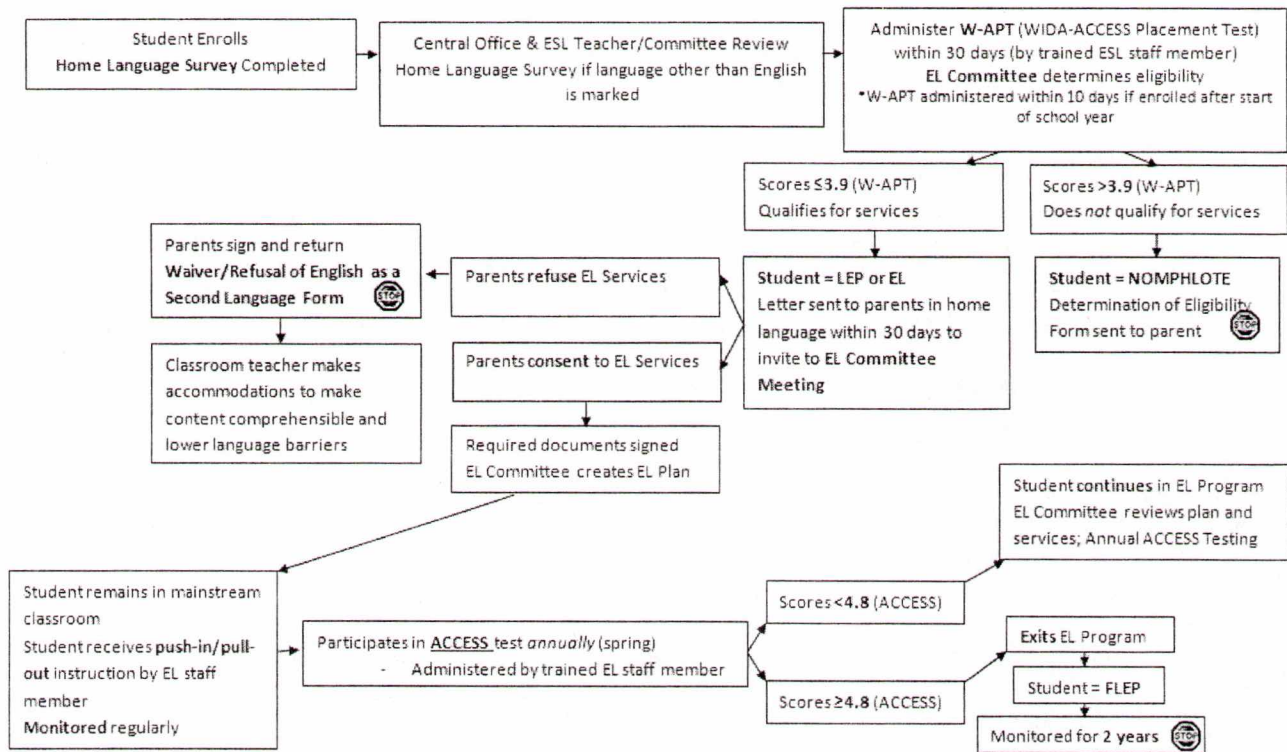 Student Enrolls
Home Language Survey Completed
Central Office & ESL Teacher/Committee Review
Home Language Survey if language other than English
is marked
Administer W-APT (WIDA-ACCESS Placement Test)
within 30 days (by trained ESL staff member)
EL Committee determines eligibility
*W-APT administered within 10 days if enrolled after start
of school year
Scores ≤3.9 (W-APT)
Qualifies for services
Scores >3.9 (W-APT)
Does not qualify for services
Parents sign and return
Waiver/Refusal of English as a
Second Language Form
STOP
Parents refuse EL Services
Student = LEP or EL
Letter sent to parents in home
language within 30 days to
invite to EL Committee
Meeting
Student = NOMPHLOTE
Determination of Eligibility
Form sent to parent
STOP
Classroom teacher makes
accommodations to make
content comprehensible and
lower language barriers
Parents consent to EL Services
Required documents signed
EL Committee creates EL Plan
Student continues in EL Program
EL Committee reviews plan and
services; Annual ACCESS Testing
Student remains in mainstream
classroom
Student receives push-in/pull-
out instruction by EL staff
member
Monitored regularly
Participates in ACCESS test annually (spring)
- Administered by trained EL staff member
Scores <4.8 (ACCESS)
Scores ≥4.8 (ACCESS)
Exits EL Program
Student = FLEP
Monitored for 2 years
STOP